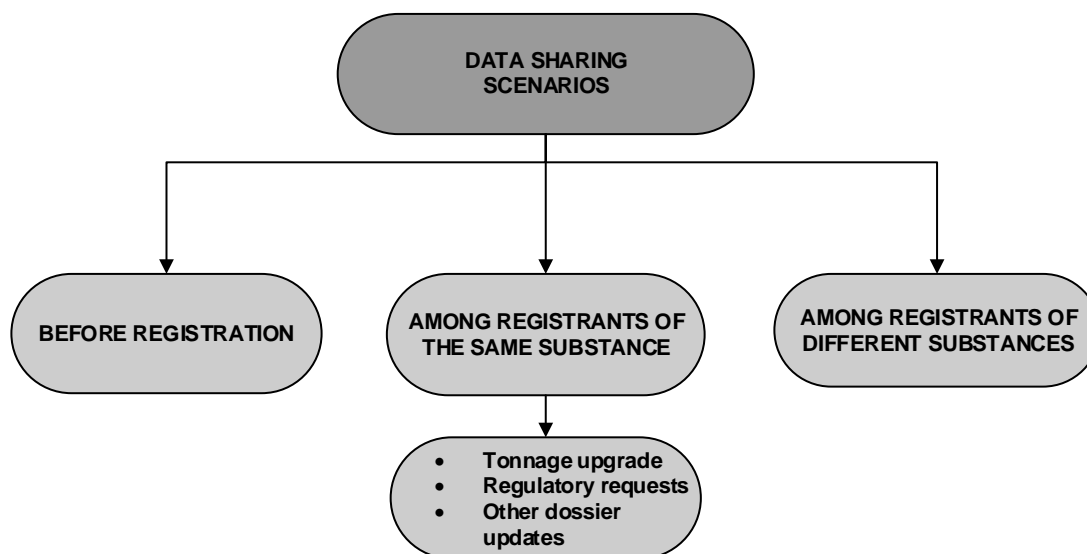 DATA SHARING
SCENARIOS
BEFORE REGISTRATION
AMONG REGISTRANTS OF
THE SAME SUBSTANCE
AMONG REGISTRANTS OF
DIFFERENT SUBSTANCES
• Tonnage upgrade
• Regulatory requests
• Other dossier
updates